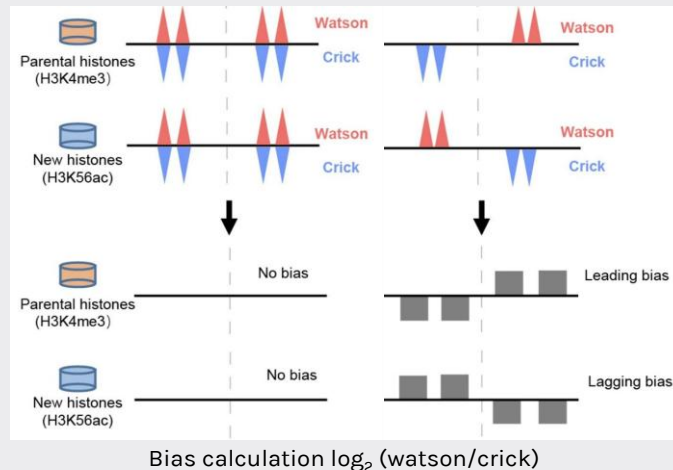 Watson
Watson
Parental histones
(H3K4me3)
Crick
Crick
Watson
Watson
New histones
(H3K56ac)
Crick
Crick
No bias
Leading bias
Parental histones
(H3K4me3)
No bias
Lagging bias
New histones
(H3K56ac)
Bias calculation log₂ (watson/crick)